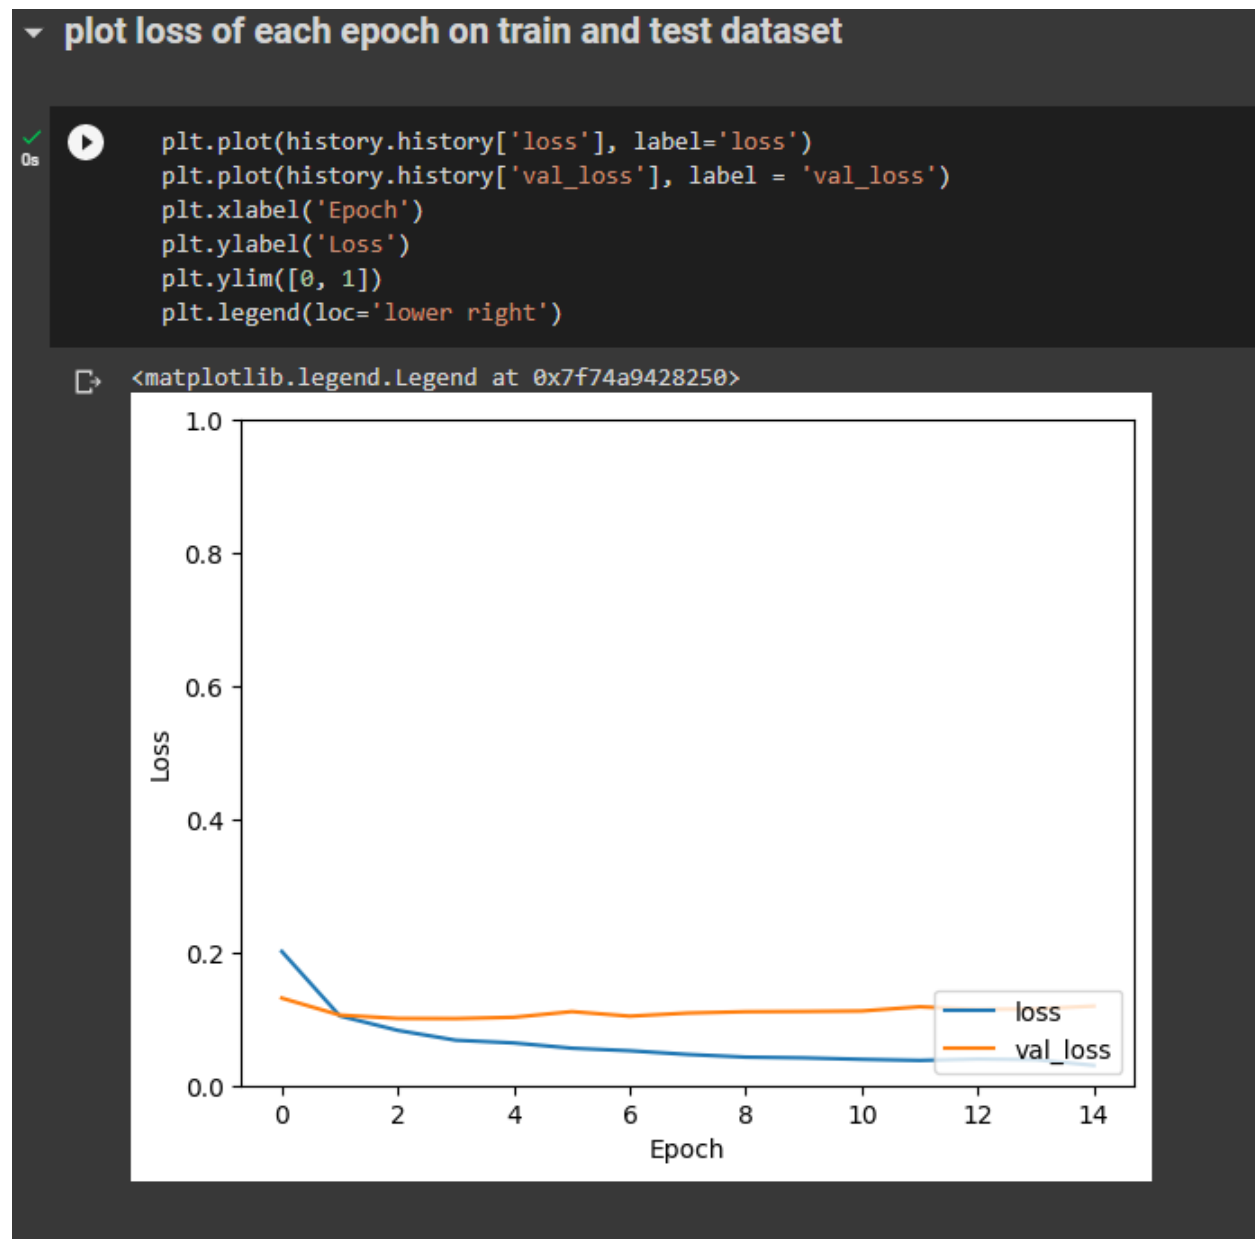 plot loss of each epoch on train and test dataset
0s
plt.plot(history.history['loss'], label='loss')
plt.plot(history.history['val_loss'], label = 'val_loss')
plt.xlabel('Epoch')
plt.ylabel('Loss')
plt.ylim([0, 1])
plt.legend(loc='lower right')
<matplotlib.legend.Legend at 0x7f74a9428250>
1.0
0.8
0.6
Loss
0.4
0.2
loss
val_loss
0.0
0 2 4 6 8 10 12 14
Epoch